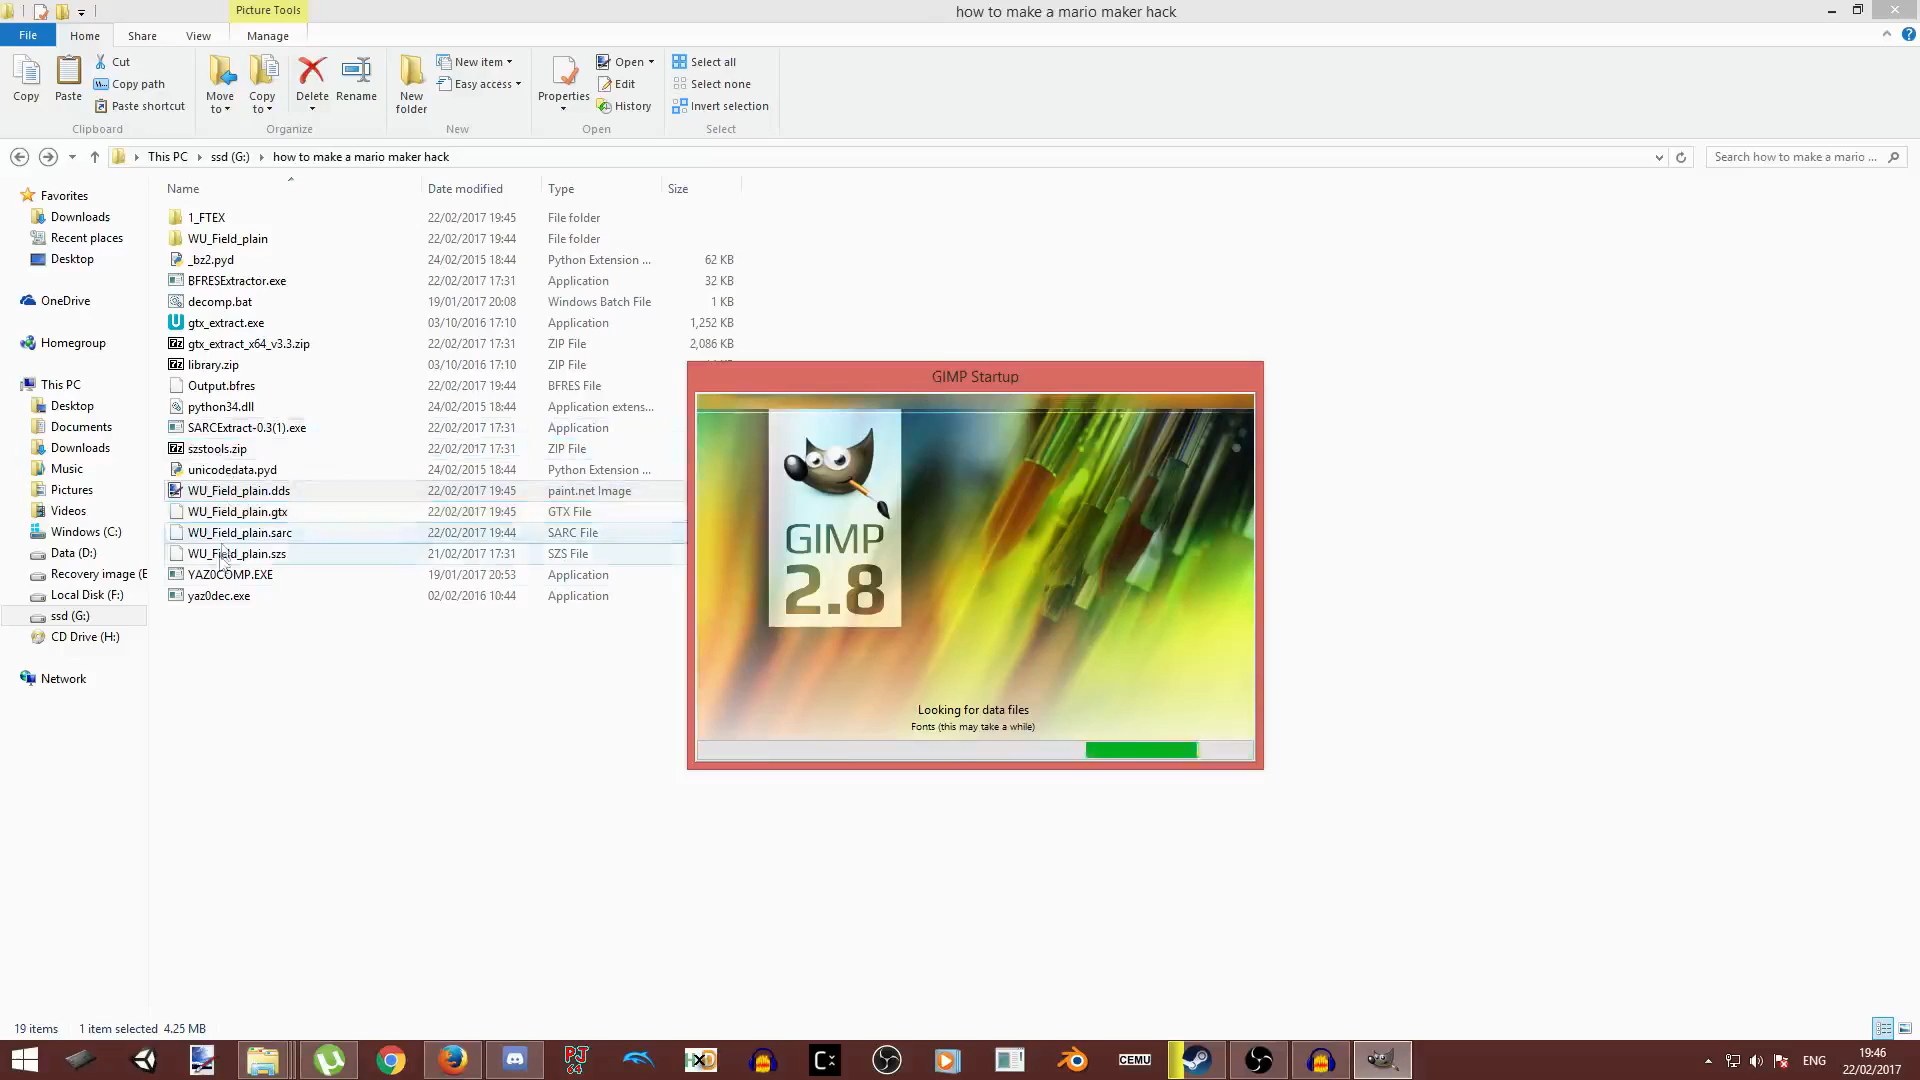 Picture Tools
how to make a mario maker hack
File Home Share View Manage
Copy Paste Cut
Copy path
Paste shortcut
Clipboard
Move to Copy to Delete Rename
Organize
New folder New item
Easy access
New
Properties Open
Edit
History
Open
Select all
Select none
Invert selection
Select
This PC ssd (G:) how to make a mario maker hack
Search how to make a mario ...
Favorites
Downloads
Recent places
Desktop
OneDrive
Homegroup
This PC
Desktop
Documents
Downloads
Music
Pictures
Videos
Windows (C:)
Data (D:)
Recovery image (E
Local Disk (F:)
ssd (G:)
CD Drive (H:)
Network
Name Date modified Type Size
1_FTEX 22/02/2017 19:45 File folder
WU_Field_plain 22/02/2017 19:44 File folder
_bz2.pyd 24/02/2015 18:44 Python Extension ... 62 KB
BFRESExtractor.exe 22/02/2017 17:31 Application 32 KB
decomp.bat 19/01/2017 20:08 Windows Batch File 1 KB
gtx_extract.exe 03/10/2016 17:10 Application 1,252 KB
gtx_extract_x64_v3.3.zip 22/02/2017 17:31 ZIP File 2,086 KB
library.zip 03/10/2016 17:10 ZIP File
Output.bfres 22/02/2017 19:44 BFRES File
python34.dll 24/02/2015 18:44 Application extens...
SARCExtract-0.3(1).exe 22/02/2017 17:31 Application
szstools.zip 22/02/2017 17:31 ZIP File
unicodedata.pyd 24/02/2015 18:44 Python Extension ...
WU_Field_plain.dds 22/02/2017 19:45 paint.net Image
WU_Field_plain.gtx 22/02/2017 19:45 GTX File
WU_Field_plain.sarc 22/02/2017 19:44 SARC File
WU_Field_plain.szs 21/02/2017 17:31 SZS File
YAZ0COMP.EXE 19/01/2017 20:53 Application
yaz0dec.exe 02/02/2016 10:44 Application
GIMP Startup
GIMP
2.8
Looking for data files
Fonts (this may take a while)
19 items 1 item selected 4.25 MB
PJ 64
HXD
CEMU
ENG
19:46
22/02/2017